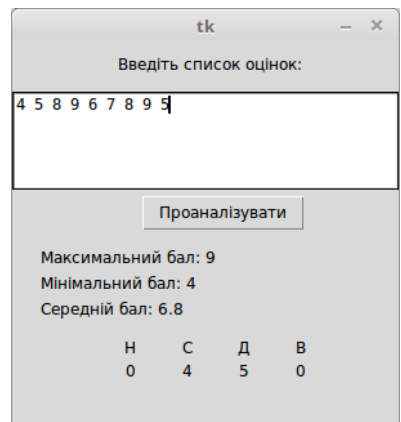 tk
Введіть список оцінок:
4 5 8 9 6 7 8 9 5
Проаналізувати
Максимальний бал: 9
Мінімальний бал: 4
Середній бал: 6.8
Н С Д В
0 4 5 0